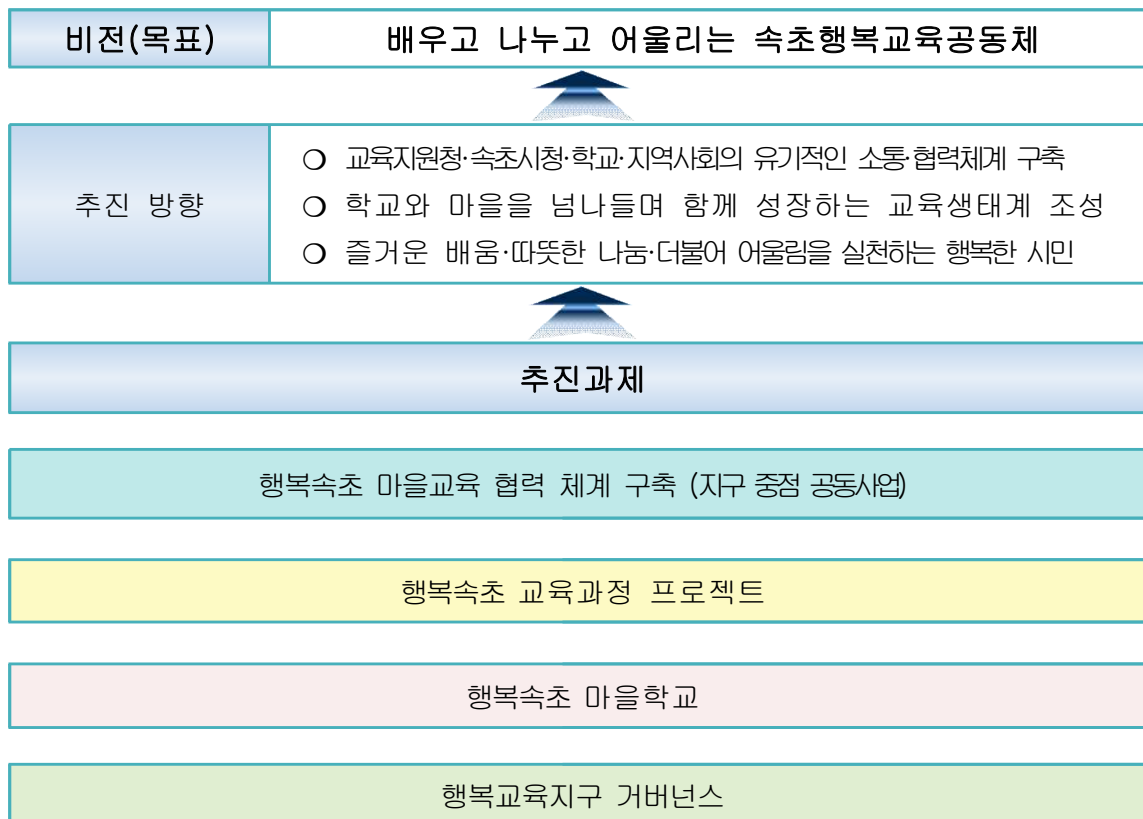 비전(목표)
배우고 나누고 어울리는 속초행복교육공동체
추진 방향
❍ 교육지원청·속초시청·학교·지역사회의 유기적인 소통·협력체계 구축
❍ 학교와 마을을 넘나들며 함께 성장하는 교육생태계 조성
❍ 즐거운 배움·따뜻한 나눔·더불어 어울림을 실천하는 행복한 시민
추진과제
행복속초 마을교육 협력 체계 구축 (지구 중점 공동사업)
행복속초 교육과정 프로젝트
행복속초 마을학교
행복교육지구 거버넌스